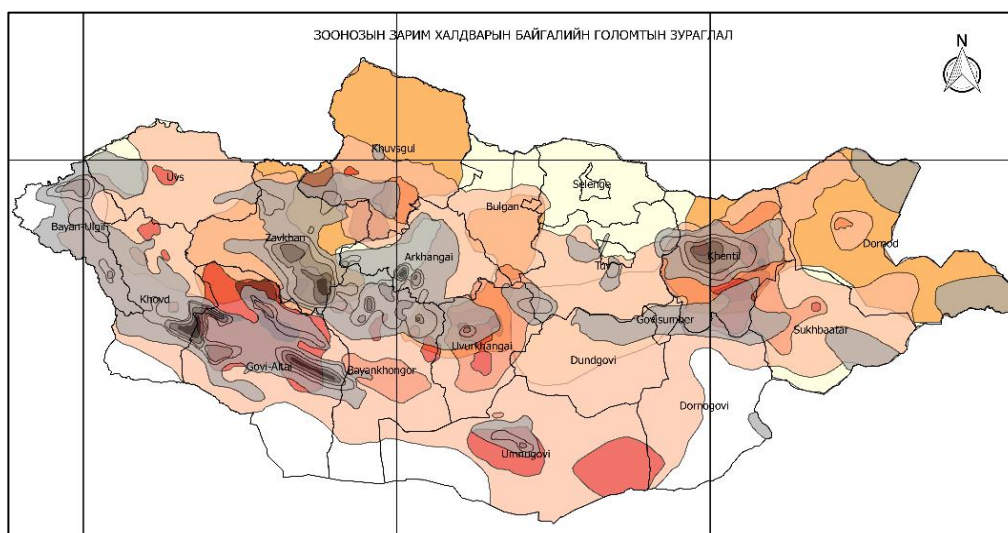 ЗООНОЗЫН ЗАРИМ ХАЛДВАРЫН БАЙГАЛИЙН ГОЛОМТЫН ЗУРАГЛАЛ
N
Khuvsgul
Uvs
Selenge
Bulgan
Bayan-Ulgii
Zavkhan
Arkhangai
Tuv
Khentii
Dornod
Khovd
Govisumber
Sukhbaatar
Uvurkhangai
Dundgovi
Govi-Altai
Bayankhongor
Dornogovi
Umnugovi